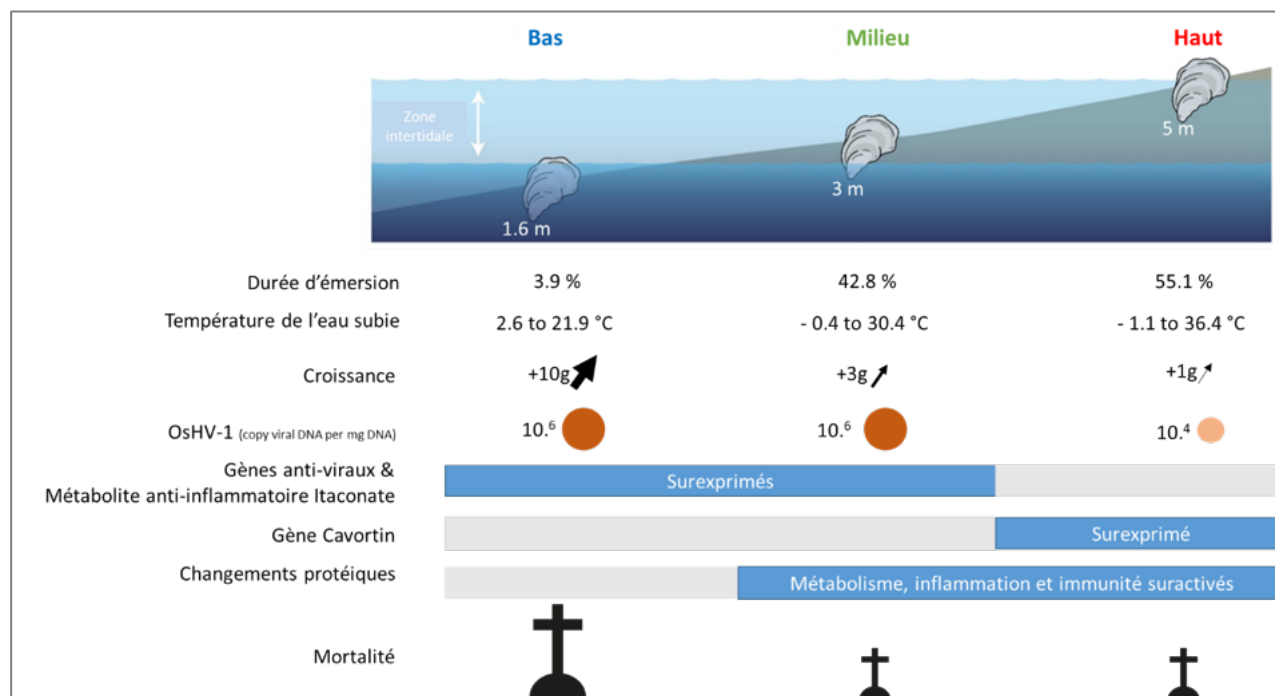 Bas Milieu Haut
Zone
intertidale
5 m
3 m
1.6 m
Durée d’émersion 3.9 % 42.8 % 55.1 %
Température de l’eau subie 2.6 to 21.9 °C - 0.4 to 30.4 °C - 1.1 to 36.4 °C
Croissance +10g +3g +1g
OsHV-1 (copy viral DNA per mg DNA) 10.⁶ 10.⁶ 10.⁴
Gènes anti-viraux &
Métabolite anti-inflammatoire Itaconate
Surexprimés
Gène Cavortin Surexprimé
Changements protéiques Métabolisme, inflammation et immunité suractivés
Mortalité